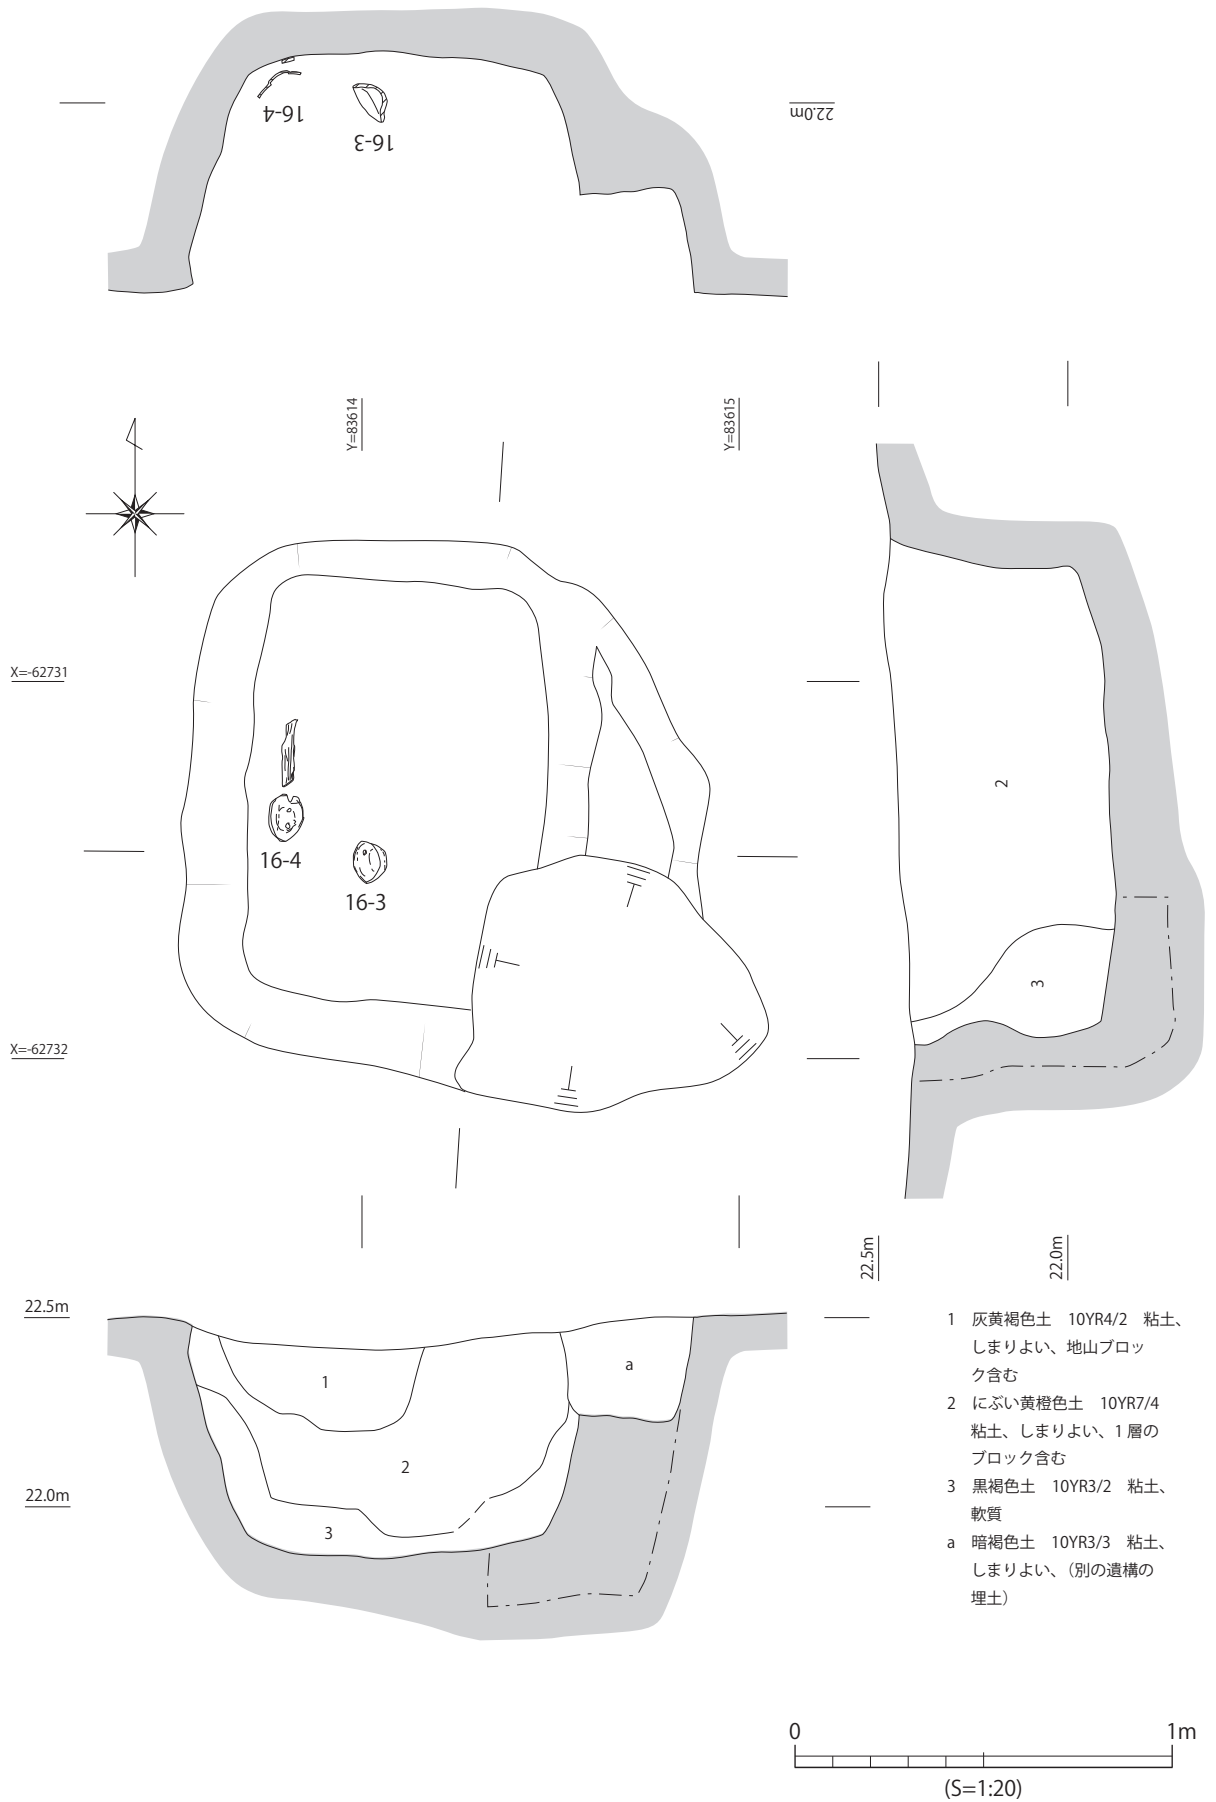 16-4
16-3
22.0m
Y=83614
Y=83615
X=-62731
16-4
16-3
2
3
X=-62732
22.5m
22.0m
22.5m
22.0m
1
2
3
a
1 灰黄褐色土 10YR4/2 粘土、
しまりよい、地山ブロッ
ク含む
2 にぶい黄橙色土 10YR7/4
粘土、しまりよい、1 層の
ブロック含む
3 黒褐色土 10YR3/2 粘土、
軟質
a 暗褐色土 10YR3/3 粘土、
しまりよい、（別の遺構の
埋土）
0 1m
(S=1:20)